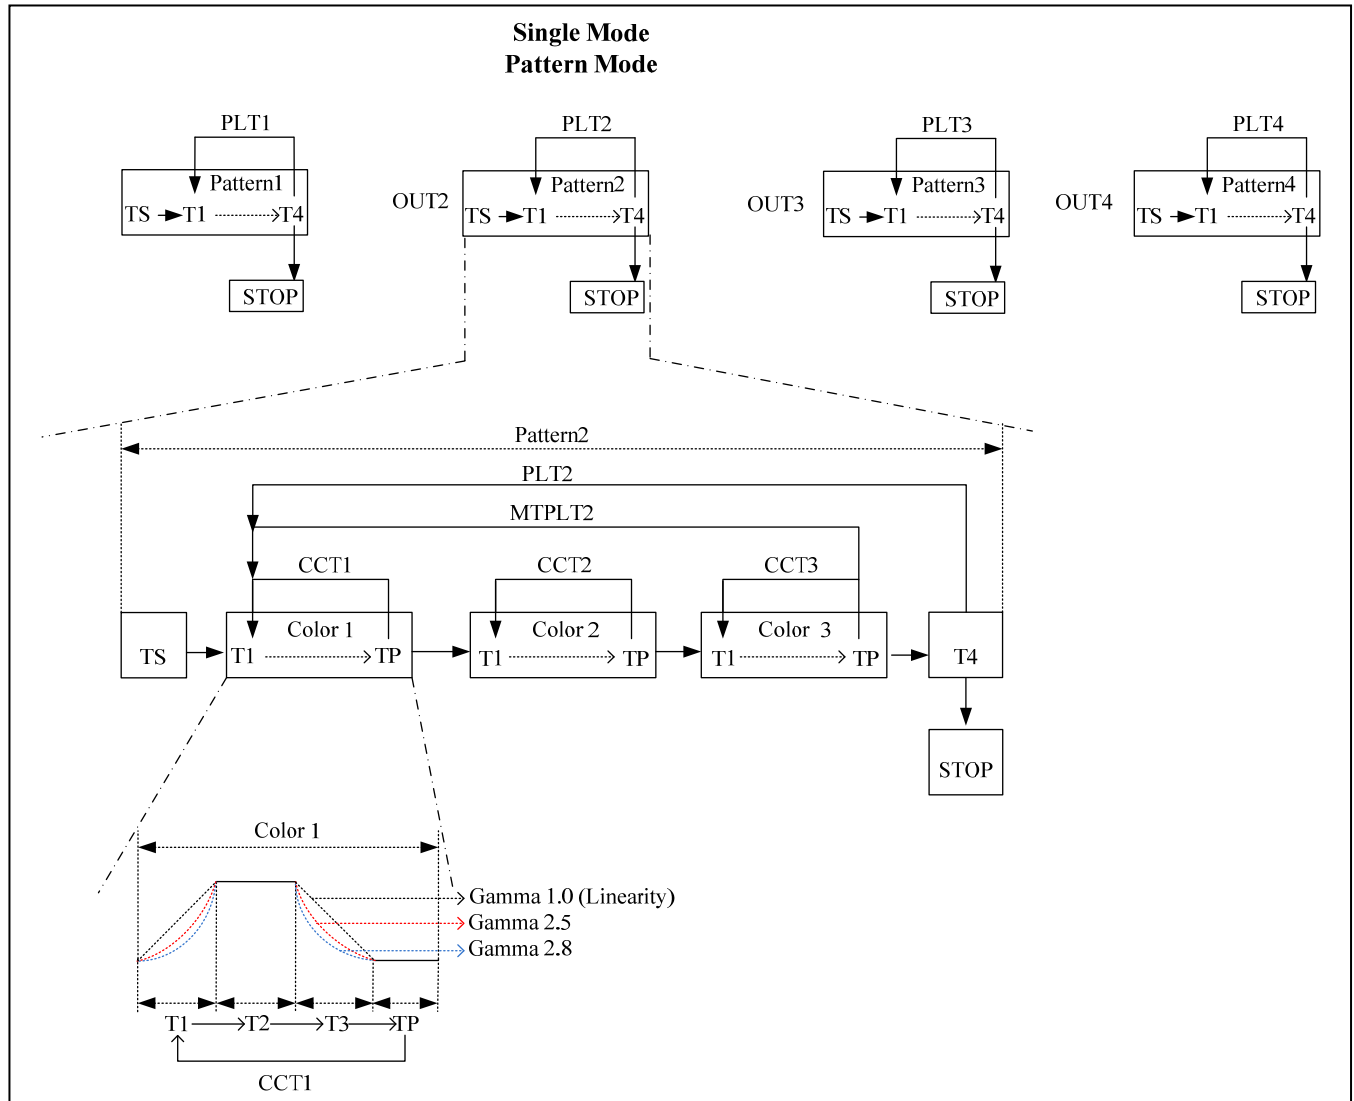 Single Mode
Pattern Mode
PLT1 PLT2 PLT3 PLT4
Pattern1 Pattern2 Pattern3 Pattern4
OUT2 OUT3 OUT4
TS T1 T4 TS T1 T4 TS T1 T4 TS T1 T4
STOP STOP STOP STOP
Pattern2
PLT2
MTPLT2
CCT1 CCT2 CCT3
Color 1 Color 2 Color 3
TS T1 TP T1 TP T1 TP T4
STOP
Color 1
Gamma 1.0 (Linearity)
Gamma 2.5
Gamma 2.8
T1 T2 T3 TP
CCT1